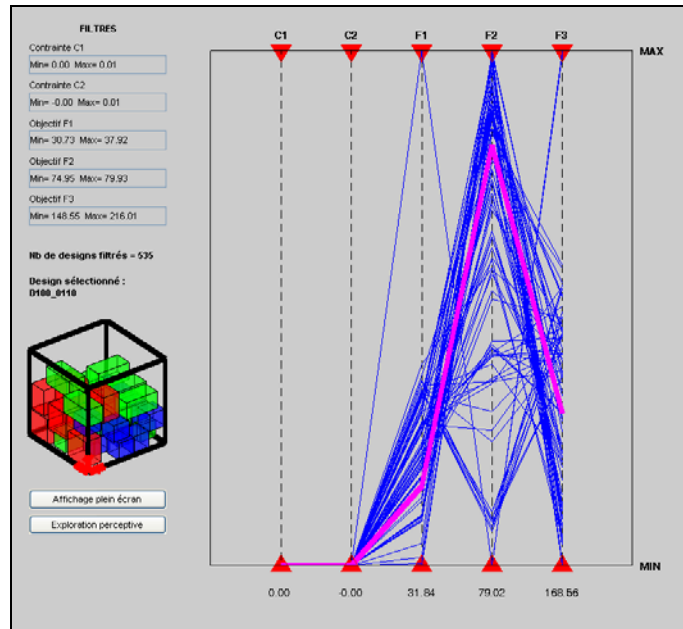 FILTRES
Contrainte C1
Min= 0.00 Max= 0.01
Contrainte C2
Min= -0.00 Max= 0.01
Objectif F1
Min= 30.73 Max= 37.92
Objectif F2
Min= 74.95 Max= 79.93
Objectif F3
Min= 148.55 Max= 216.01
Nb de designs filtrés = 535
Design sélectionné :
D100_0110
Affichage plein écran
Exploration perceptive
C1 C2 F1 F2 F3
MAX
MIN
0.00 -0.00 31.84 79.02 168.56